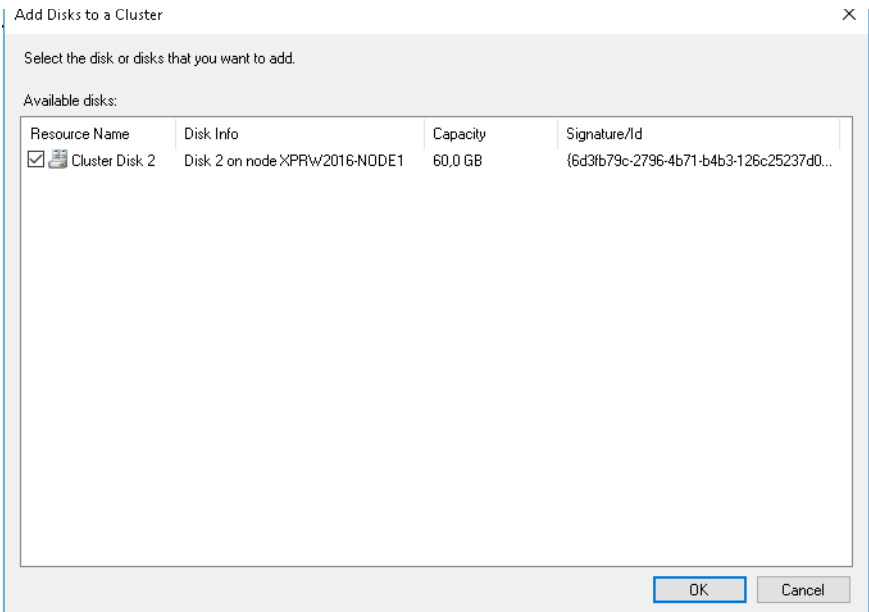 Add Disks to a Cluster
Select the disk or disks that you want to add.
Available disks:
Resource Name Disk Info Capacity Signature/Id
Cluster Disk 2 Disk 2 on node XPRW2016-NODE1 60,0 GB {6d3fb79c-2796-4b71-b4b3-126c25237d0...
OK Cancel